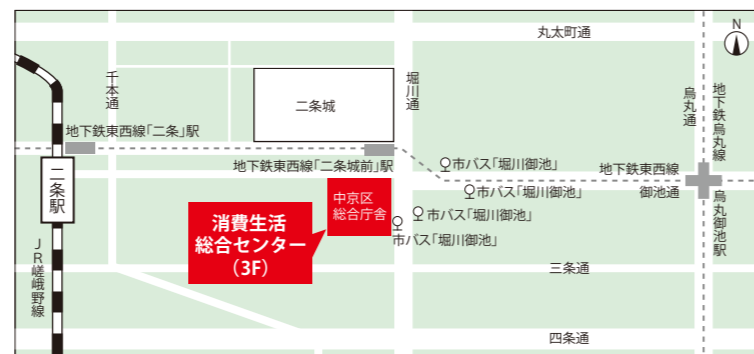 丸太町通
N
千本通
二条城
堀川通
烏丸通
地下鉄烏丸線
地下鉄東西線「二条」駅
地下鉄東西線「二条城前」駅
市バス「堀川御池」
地下鉄東西線
御池通
市バス「堀川御池」
二条駅
中京区
総合庁舎
烏丸御池駅
市バス「堀川御池」
消費生活
総合センター
（3F）
市バス「堀川御池」
JR嵯峨野線
三条通
四条通